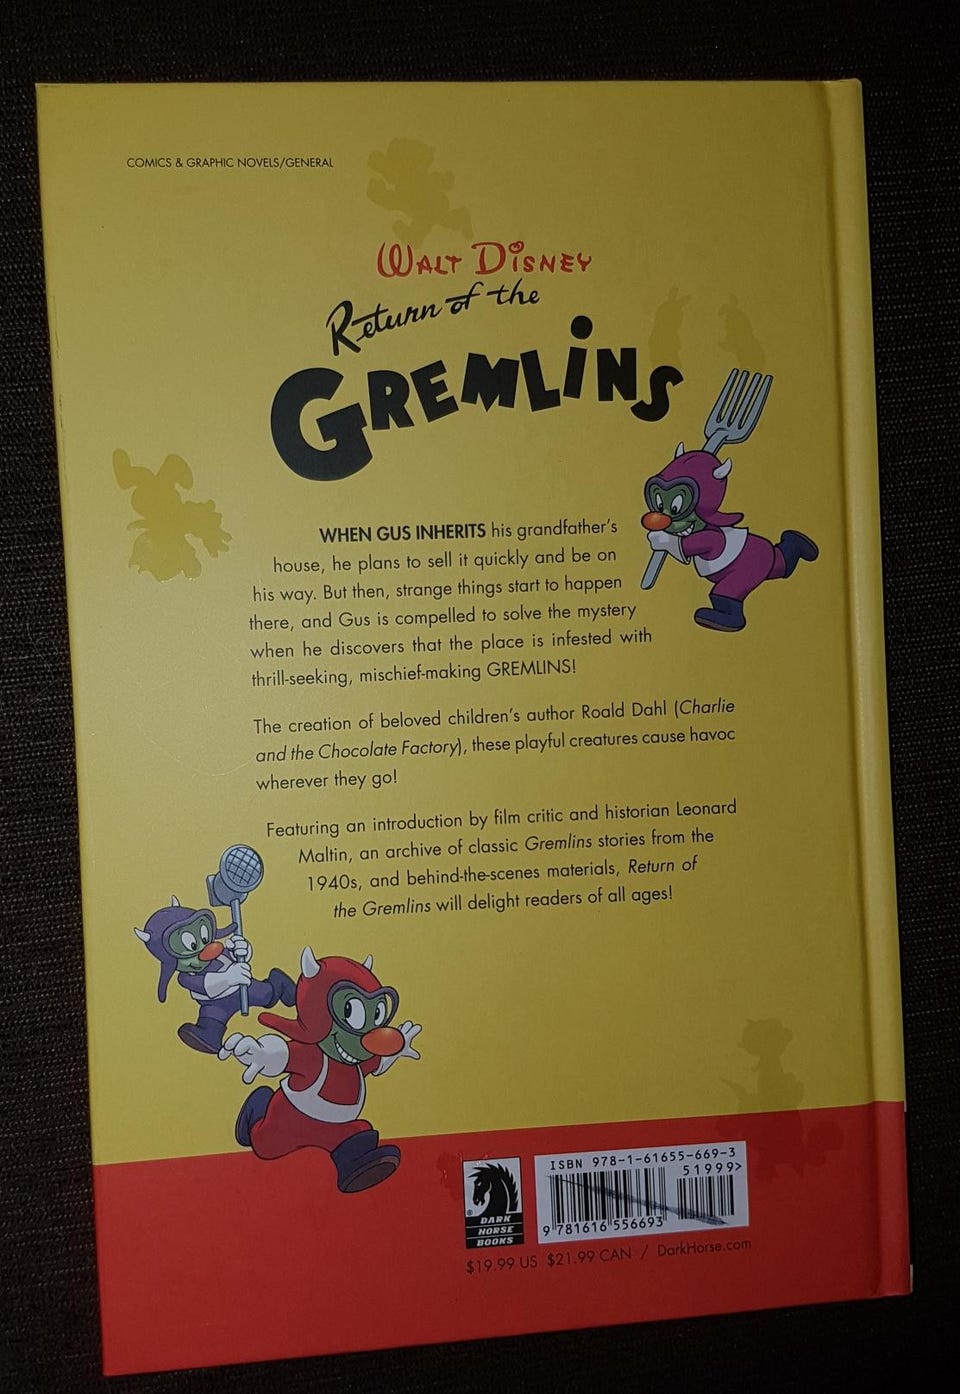 COMICS & GRAPHIC NOVELS/GENERAL
WALT DISNEY
Return of the
GREMLiNS
WHEN GUS INHERITS his grandfather's
house, he plans to sell it quickly and be on
his way. But then, strange things start to happen
there, and Gus is compelled to solve the mystery
when he discovers that the place is infested with
thrill-seeking, mischief-making GREMLINS!
The creation of beloved children's author Roald Dahl (Charlie
and the Chocolate Factory), these playful creatures cause havoc
wherever they go!
Featuring an introduction by film critic and historian Leonard
Maltin, an archive of classic Gremlins stories from the
1940s, and behind-the-scenes materials, Return of
the Gremlins will delight readers of all ages!
ISBN 978-1-61655-669-3
51999>
9 781616 556693
®
DARK
HORSE
BOOKS
$19.99 US $21.99 CAN / DarkHorse.com